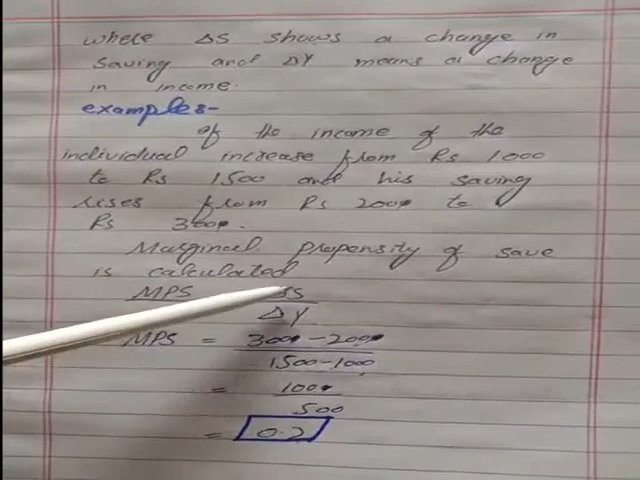 where ΔS shows a change in
saving and ΔY means a change
in income.
examples-
If the income of the
individual increase from Rs 1000
to Rs 1500 and his saving
rises from Rs 200 to
Rs 300.
Marginal propensity of save
is calculated
MPS ΔS
ΔY
MPS = 300-200
1500-1000
= 100
500
= 0.2